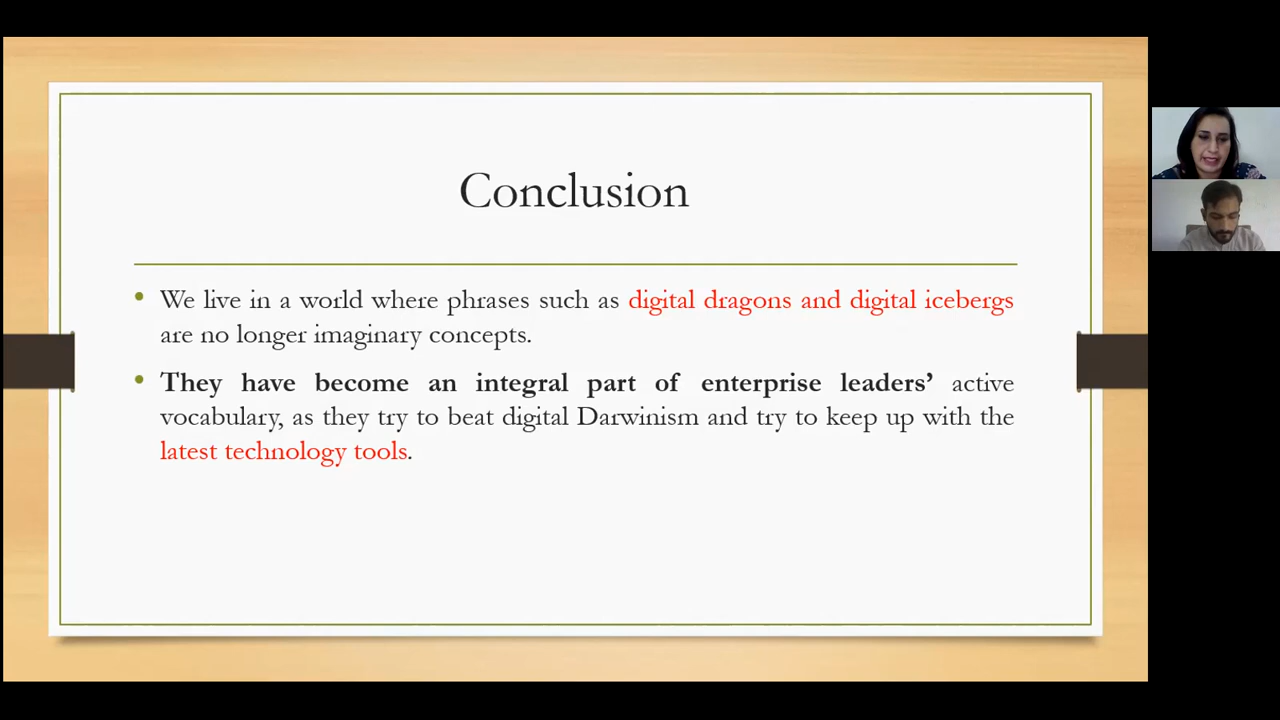 Conclusion
We live in a world where phrases such as digital dragons and digital icebergs
are no longer imaginary concepts.
They have become an integral part of enterprise leaders’ active
vocabulary, as they try to beat digital Darwinism and try to keep up with the
latest technology tools.